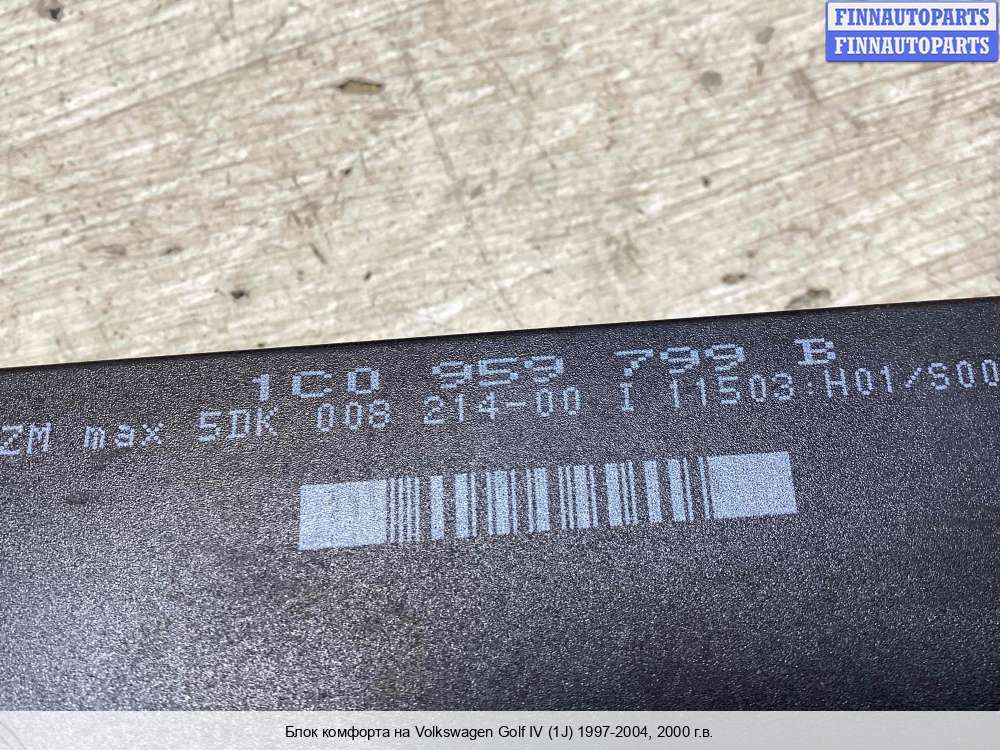 FINNAUTOPARTS
FINNAUTOPARTS
1C0 959 799 B
ZM max 5DK 008 214-00 I 11503:H01/S00
Блок комфорта на Volkswagen Golf IV (1J) 1997-2004, 2000 г.в.